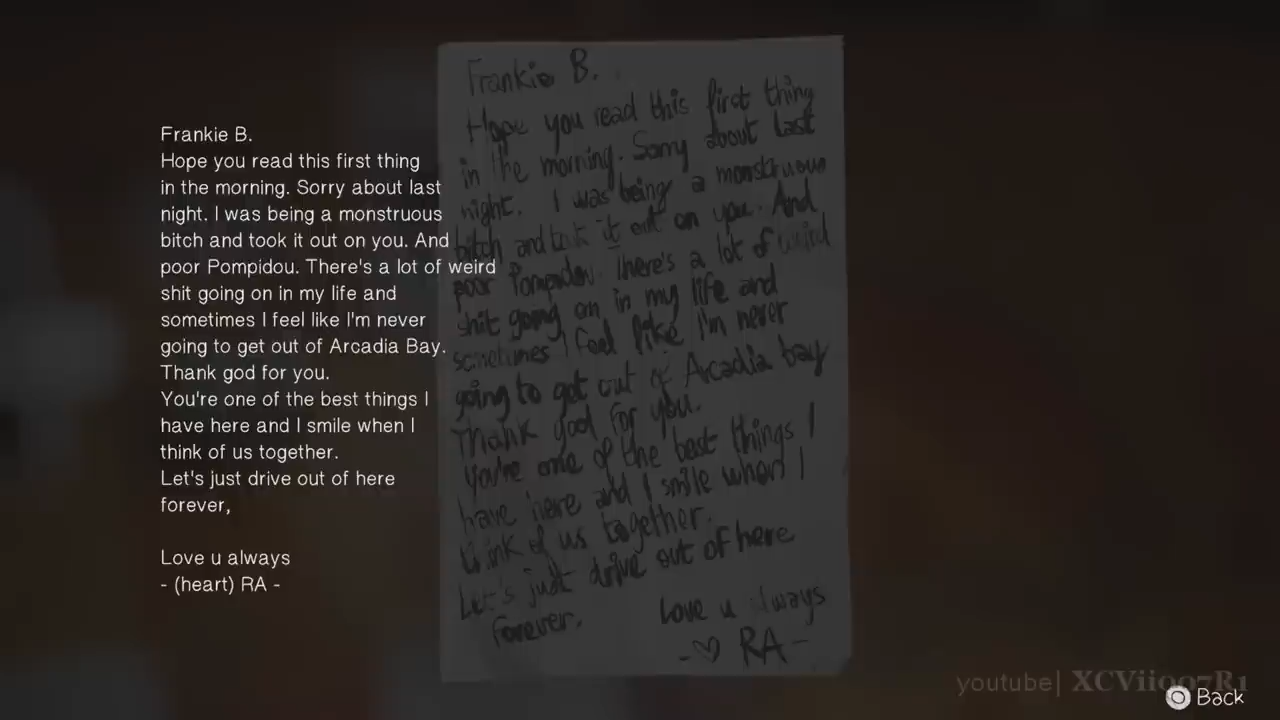 Frankie B.
Hope you read this first thing
in the morning. Sorry about last
night. I was being a monstruous
bitch and took it out on you. And
poor Pompidou. There's a lot of weird
shit going on in my life and
sometimes I feel like I'm never
going to get out of Arcadia Bay.
Thank god for you.
You're one of the best things I
have here and I smile when I
think of us together.
Let's just drive out of here
forever,
Love u always
- (heart) RA -
Frankie B.
Hope you read this first thing
in the morning. Sorry about last
night. I was being a monstruous
bitch and took it out on you. And
poor Pompidou. There's a lot of weird
shit going on in my life and
sometimes I feel like I'm never
going to get out of Arcadia bay
Thank god for you.
You're one of the best things I
have here and I smile when I
think of us together.
Let's just drive out of here
forever.
Love u always
- ♡ RA -
youtube| XCVii007R1
Back